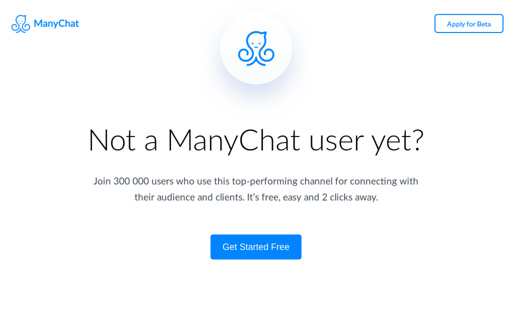 ManyChat
Apply for Beta
Not a ManyChat user yet?
Join 300 000 users who use this top-performing channel for connecting with
their audience and clients. It's free, easy and 2 clicks away.
Get Started Free